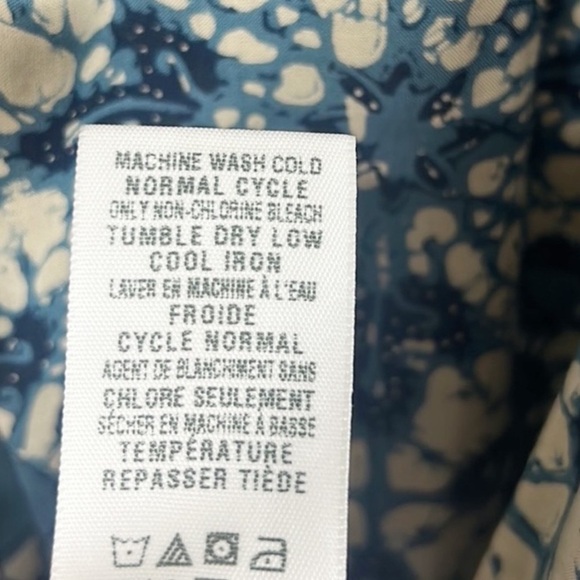 MACHINE WASH COLD
NORMAL CYCLE
ONLY NON-CHLORINE BLEACH
TUMBLE DRY LOW
COOL IRON
LAVER EN MACHINE À L'EAU
FROIDE
CYCLE NORMAL
AGENT DE BLANCHIMENT SANS
CHLORE SEULEMENT
SÉCHER EN MACHINE À BASSE
TEMPÉRATURE
REPASSER TIÈDE